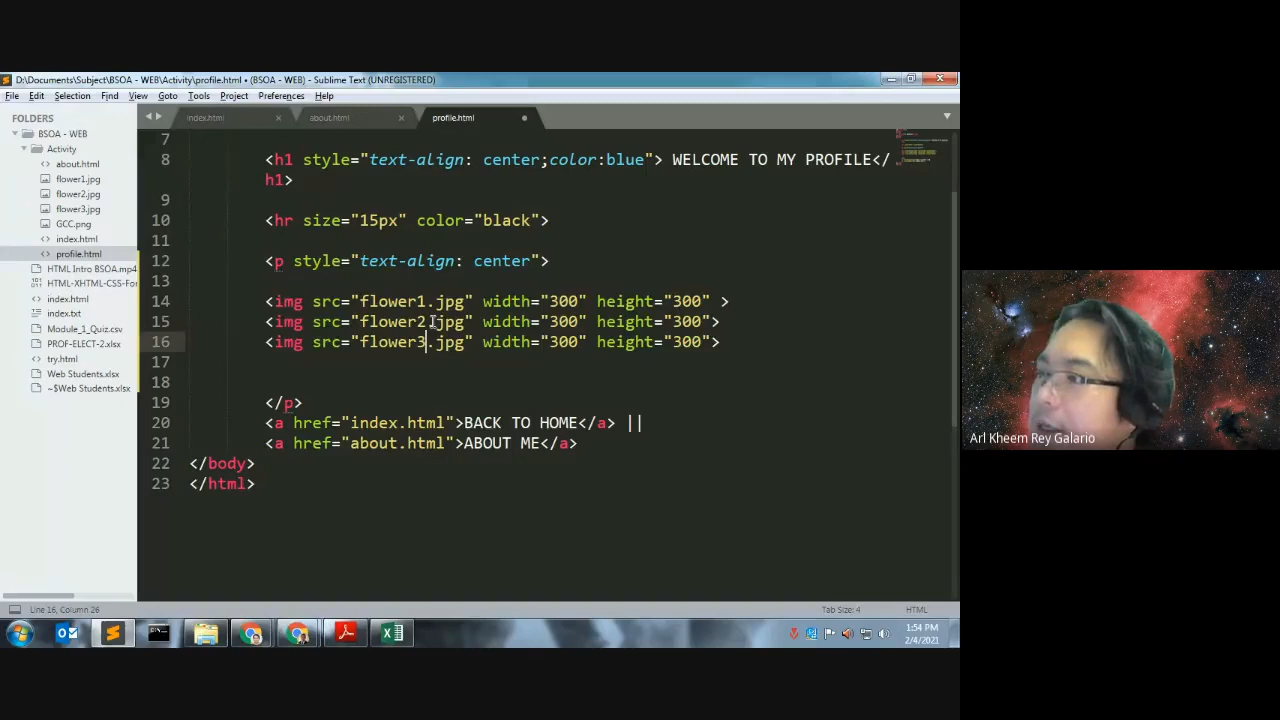 D:\Documents\Subject\BSOA - WEB\Activity\profile.html • (BSOA - WEB) - Sublime Text (UNREGISTERED)
File Edit Selection Find View Goto Tools Project Preferences Help
FOLDERS
BSOA - WEB
Activity
about.html
flower1.jpg
flower2.jpg
flower3.jpg
GCC.png
index.html
profile.html
HTML Intro BSOA.mp4
HTML-XHTML-CSS-For
index.html
index.txt
Module_1_Quiz.csv
PROF-ELECT-2.xlsx
try.html
Web Students.xlsx
~$Web Students.xlsx
index.html about.html profile.html
7
8 <h1 style="text-align: center;color:blue"> WELCOME TO MY PROFILE</
h1>
9
10 <hr size="15px" color="black">
11
12 <p style="text-align: center">
13
14 <img src="flower1.jpg" width="300" height="300" >
15 <img src="flower2.jpg" width="300" height="300">
16 <img src="flower3.jpg" width="300" height="300">
17
18
19 </p>
20 <a href="index.html">BACK TO HOME</a> ||
21 <a href="about.html">ABOUT ME</a>
22 </body>
23 </html>
Line 16, Column 26 Tab Size: 4 HTML
1:54 PM
2/4/2021
Arl Kheem Rey Galario